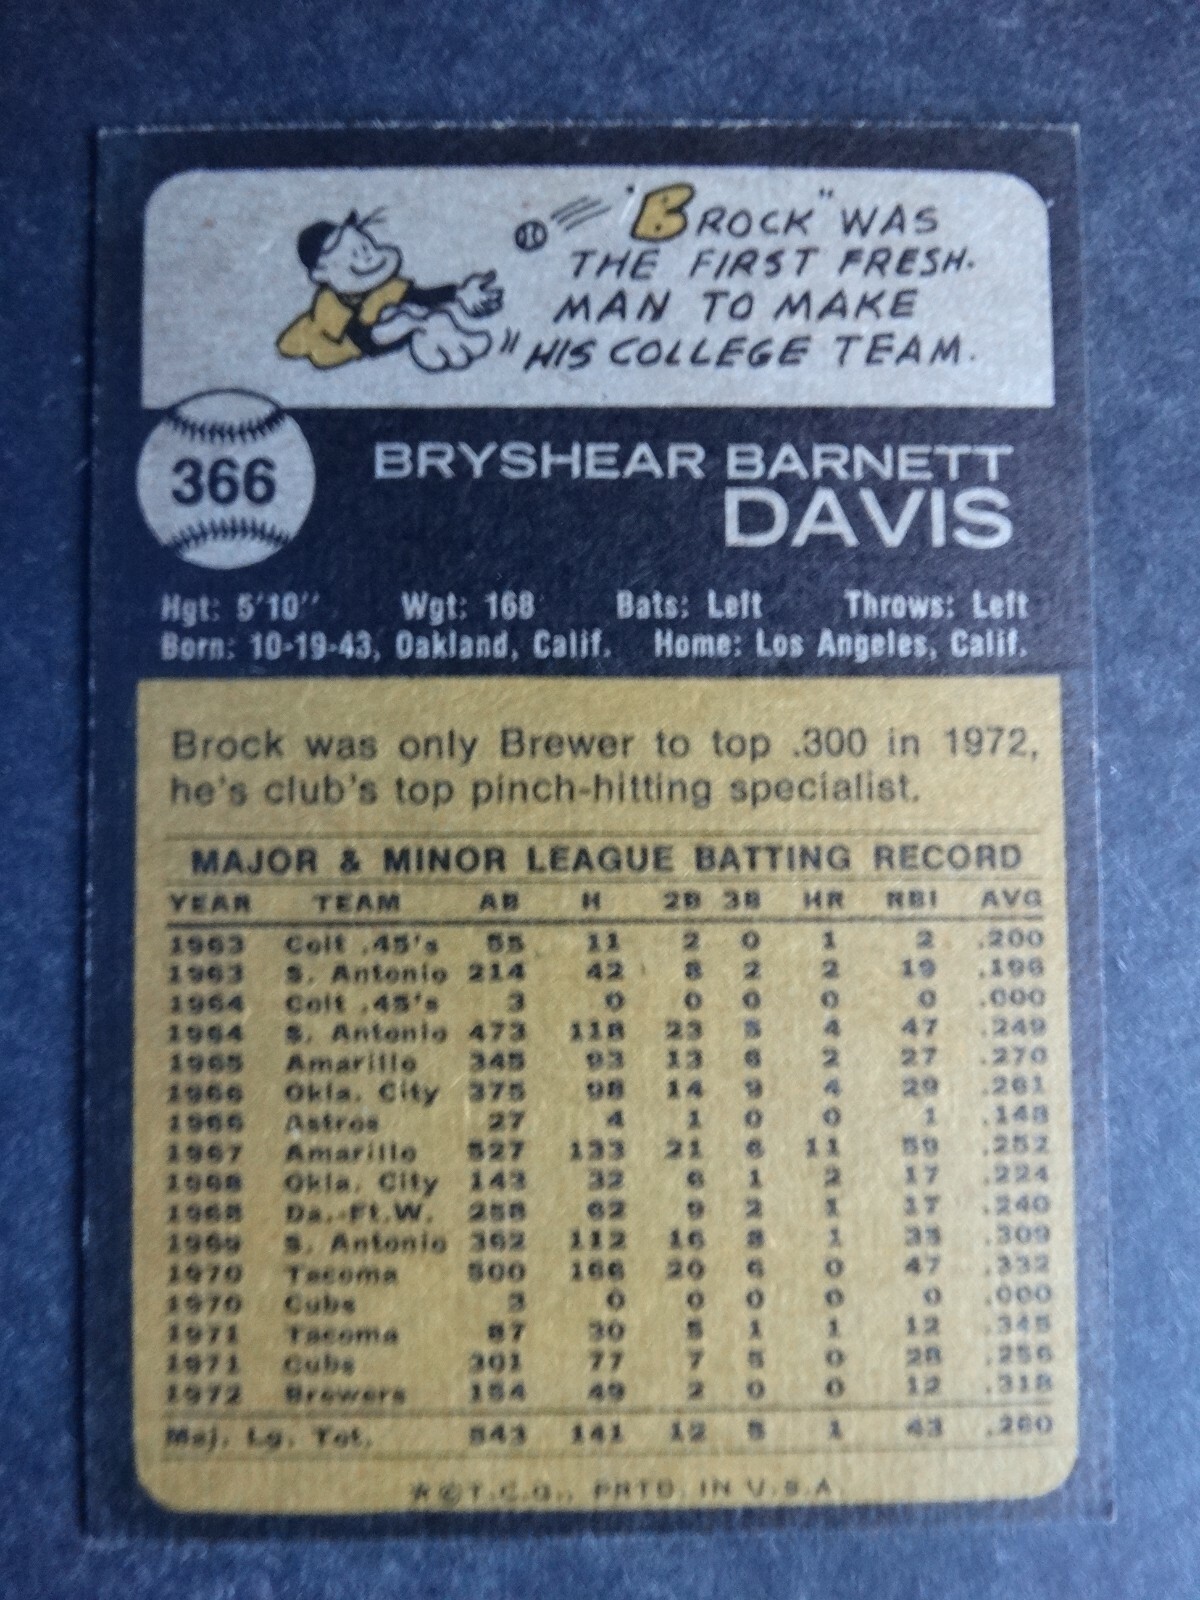 "BROCK" WAS
THE FIRST FRESH-
MAN TO MAKE
HIS COLLEGE TEAM.
366
BRYSHEAR BARNETT
DAVIS
Hgt: 5'10" Wgt: 168 Bats: Left Throws: Left
Born: 10-19-43, Oakland, Calif. Home: Los Angeles, Calif.
Brock was only Brewer to top .300 in 1972,
he's club's top pinch-hitting specialist.
MAJOR & MINOR LEAGUE BATTING RECORD
YEAR TEAM AB H 2B 3B HR RBI AVG
1963 Colt .45's 55 11 2 0 1 2 .200
1963 S. Antonio 214 42 8 2 2 19 .196
1964 Colt .45's 3 0 0 0 0 0 .000
1964 S. Antonio 473 118 23 5 4 47 .249
1965 Amarillo 345 93 13 6 2 27 .270
1966 Okla. City 375 98 14 9 4 29 .261
1966 Astros 27 4 1 0 0 1 .148
1967 Amarillo 527 133 21 6 11 59 .252
1968 Okla. City 143 32 6 1 2 17 .224
1968 Da.-Ft.W. 258 62 9 2 1 17 .240
1969 S. Antonio 362 112 16 8 1 35 .309
1970 Tacoma 500 166 20 6 0 47 .332
1970 Cubs 3 0 0 0 0 0 .000
1971 Tacoma 87 30 5 1 1 12 .345
1971 Cubs 301 77 7 5 0 28 .256
1972 Brewers 154 49 2 0 0 12 .318
Maj. Lg. Tot. 543 141 12 5 1 43 .260
*©T.C.G., PRTD. IN U.S.A.